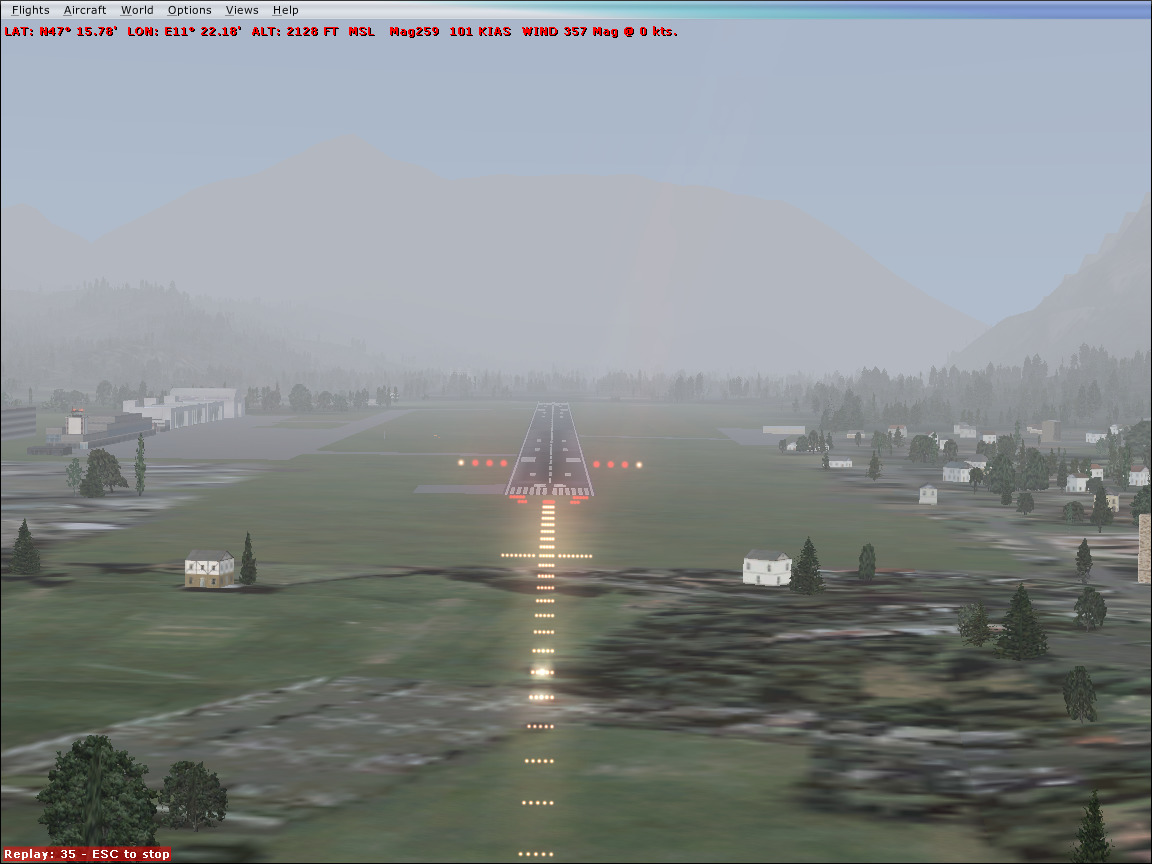 Flights Aircraft World Options Views Help
LAT: N47° 15.78' LON: E11° 22.18' ALT: 2128 FT MSL Mag259 101 KIAS WIND 357 Mag @ 0 kts.
Replay: 35 - ESC to stop